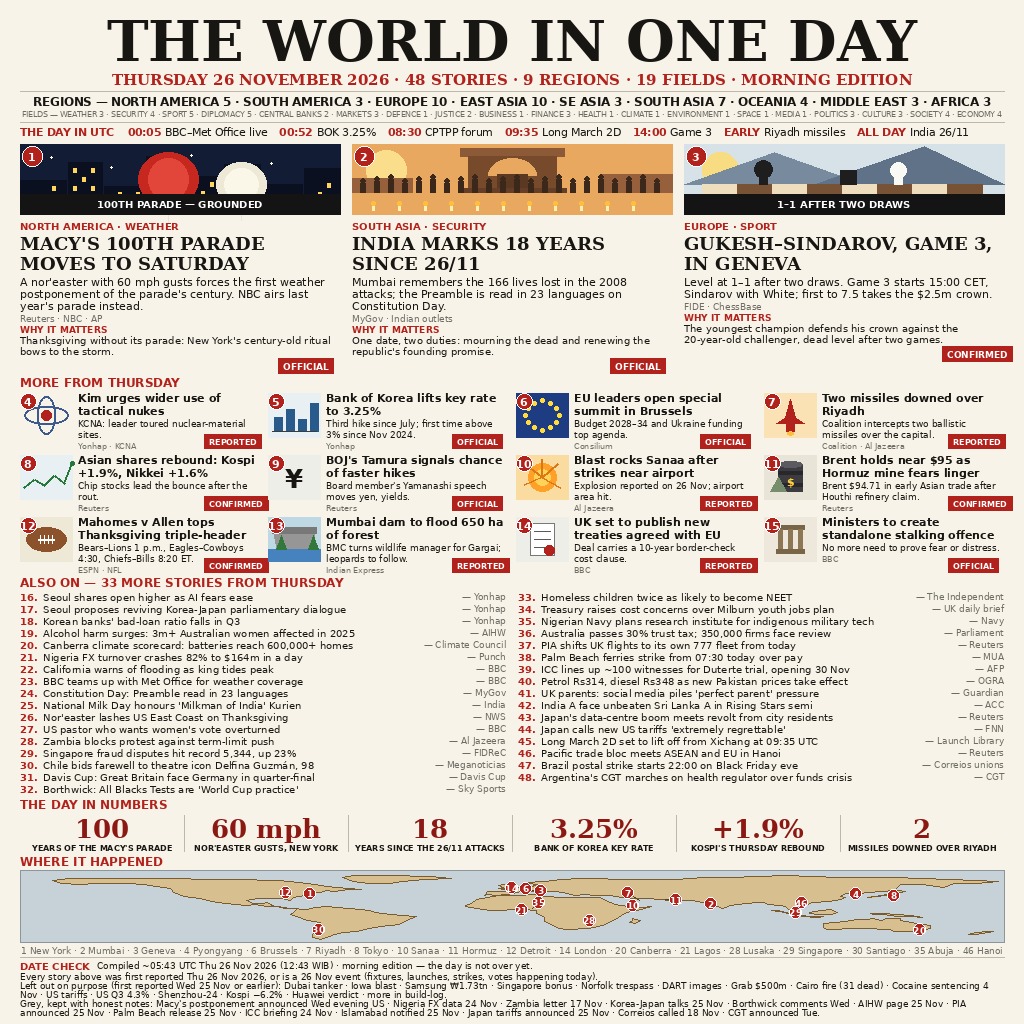 THE WORLD IN ONE DAY
THURSDAY 26 NOVEMBER 2026 · 48 STORIES · 9 REGIONS · 19 FIELDS · MORNING EDITION
REGIONS — NORTH AMERICA 5 · SOUTH AMERICA 3 · EUROPE 10 · EAST ASIA 10 · SE ASIA 3 · SOUTH ASIA 7 · OCEANIA 4 · MIDDLE EAST 3 · AFRICA 3
FIELDS — WEATHER 3 · SECURITY 4 · SPORT 5 · DIPLOMACY 5 · CENTRAL BANKS 2 · MARKETS 3 · DEFENCE 1 · JUSTICE 2 · BUSINESS 1 · FINANCE 3 · HEALTH 1 · CLIMATE 1 · ENVIRONMENT 1 · SPACE 1 · MEDIA 1 · POLITICS 3 · CULTURE 3 · SOCIETY 4 · ECONOMY 4
THE DAY IN UTC 00:05 BBC–Met Office live 00:52 BOK 3.25% 08:30 CPTPP forum 09:35 Long March 2D 14:00 Game 3 EARLY Riyadh missiles ALL DAY India 26/11
1
100TH PARADE — GROUNDED
NORTH AMERICA · WEATHER
MACY'S 100TH PARADE
MOVES TO SATURDAY
A nor'easter with 60 mph gusts forces the first weather
postponement of the parade's century. NBC airs last
year's parade instead.
Reuters · NBC · AP
WHY IT MATTERS
Thanksgiving without its parade: New York's century-old ritual
bows to the storm.
OFFICIAL
2
SOUTH ASIA · SECURITY
INDIA MARKS 18 YEARS
SINCE 26/11
Mumbai remembers the 166 lives lost in the 2008
attacks; the Preamble is read in 23 languages on
Constitution Day.
MyGov · Indian outlets
WHY IT MATTERS
One date, two duties: mourning the dead and renewing the
republic's founding promise.
OFFICIAL
3
1–1 AFTER TWO DRAWS
EUROPE · SPORT
GUKESH–SINDAROV, GAME 3,
IN GENEVA
Level at 1–1 after two draws. Game 3 starts 15:00 CET,
Sindarov with White; first to 7.5 takes the $2.5m crown.
FIDE · ChessBase
WHY IT MATTERS
The youngest champion defends his crown against the
20-year-old challenger, dead level after two games.
CONFIRMED
MORE FROM THURSDAY
4
Kim urges wider use of
tactical nukes
KCNA: leader toured nuclear-material
sites.
Yonhap · KCNA
REPORTED
5
Bank of Korea lifts key rate
to 3.25%
Third hike since July; first time above
3% since Nov 2024.
Yonhap
OFFICIAL
6
EU leaders open special
summit in Brussels
Budget 2028–34 and Ukraine funding
top agenda.
Consilium
OFFICIAL
7
Two missiles downed over
Riyadh
Coalition intercepts two ballistic
missiles over the capital.
Coalition · Al Jazeera
REPORTED
8
Asian shares rebound: Kospi
+1.9%, Nikkei +1.6%
Chip stocks lead the bounce after the
rout.
Reuters
CONFIRMED
9
¥
BOJ's Tamura signals chance
of faster hikes
Board member's Yamanashi speech
moves yen, yields.
Reuters
OFFICIAL
10
Blast rocks Sanaa after
strikes near airport
Explosion reported on 26 Nov; airport
area hit.
Al Jazeera
REPORTED
11
$
Brent holds near $95 as
Hormuz mine fears linger
Brent $94.71 in early Asian trade after
Houthi refinery claim.
Reuters
CONFIRMED
12
Mahomes v Allen tops
Thanksgiving triple-header
Bears–Lions 1 p.m., Eagles–Cowboys
4:30, Chiefs–Bills 8:20 ET.
ESPN · NFL
CONFIRMED
13
Mumbai dam to flood 650 ha
of forest
BMC turns wildlife manager for Gargai;
leopards to follow.
Indian Express
REPORTED
14
UK set to publish new
treaties agreed with EU
Deal carries a 10-year border-check
cost clause.
BBC
REPORTED
15
Ministers to create
standalone stalking offence
No more need to prove fear or distress.
BBC
OFFICIAL
ALSO ON — 33 MORE STORIES FROM THURSDAY
16. Seoul shares open higher as AI fears ease — Yonhap
17. Seoul proposes reviving Korea-Japan parliamentary dialogue — Yonhap
18. Korean banks' bad-loan ratio falls in Q3 — Yonhap
19. Alcohol harm surges: 3m+ Australian women affected in 2025 — AIHW
20. Canberra climate scorecard: batteries reach 600,000+ homes — Climate Council
21. Nigeria FX turnover crashes 82% to $164m in a day — Punch
22. California warns of flooding as king tides peak — BBC
23. BBC teams up with Met Office for weather coverage — BBC
24. Constitution Day: Preamble read in 23 languages — MyGov
25. National Milk Day honours 'Milkman of India' Kurien — India
26. Nor'easter lashes US East Coast on Thanksgiving — NWS
27. US pastor who wants women's vote overturned — BBC
28. Zambia blocks protest against term-limit push — Al Jazeera
29. Singapore fraud disputes hit record 5,344, up 23% — FIDReC
30. Chile bids farewell to theatre icon Delfina Guzmán, 98 — Meganoticias
31. Davis Cup: Great Britain face Germany in quarter-final — Davis Cup
32. Borthwick: All Blacks Tests are 'World Cup practice' — Sky Sports
33. Homeless children twice as likely to become NEET — The Independent
34. Treasury raises cost concerns over Milburn youth jobs plan — UK daily brief
35. Nigerian Navy plans research institute for indigenous military tech — Navy
36. Australia passes 30% trust tax; 350,000 firms face review — Parliament
37. PIA shifts UK flights to its own 777 fleet from today — Reuters
38. Palm Beach ferries strike from 07:30 today over pay — MUA
39. ICC lines up ~100 witnesses for Duterte trial, opening 30 Nov — AFP
40. Petrol Rs314, diesel Rs348 as new Pakistan prices take effect — OGRA
41. UK parents: social media piles 'perfect parent' pressure — Guardian
42. India A face unbeaten Sri Lanka A in Rising Stars semi — ACC
43. Japan's data-centre boom meets revolt from city residents — Reuters
44. Japan calls new US tariffs 'extremely regrettable' — FNN
45. Long March 2D set to lift off from Xichang at 09:35 UTC — Launch Library
46. Pacific trade bloc meets ASEAN and EU in Hanoi — Reuters
47. Brazil postal strike starts 22:00 on Black Friday eve — Correios unions
48. Argentina's CGT marches on health regulator over funds crisis — CGT
THE DAY IN NUMBERS
100
YEARS OF THE MACY'S PARADE
60 mph
NOR'EASTER GUSTS, NEW YORK
18
YEARS SINCE THE 26/11 ATTACKS
3.25%
BANK OF KOREA KEY RATE
+1.9%
KOSPI'S THURSDAY REBOUND
2
MISSILES DOWNED OVER RIYADH
WHERE IT HAPPENED
12 1 30 14 6 3 35 21 28 7 10 11 2 46 29 4 8 20
1 New York · 2 Mumbai · 3 Geneva · 4 Pyongyang · 6 Brussels · 7 Riyadh · 8 Tokyo · 10 Sanaa · 11 Hormuz · 12 Detroit · 14 London · 20 Canberra · 21 Lagos · 28 Lusaka · 29 Singapore · 30 Santiago · 35 Abuja · 46 Hanoi
DATE CHECK Compiled ~05:43 UTC Thu 26 Nov 2026 (12:43 WIB) · morning edition — the day is not over yet.
Every story above was first reported Thu 26 Nov 2026, or is a 26 Nov event (fixtures, launches, strikes, votes happening today).
Left out on purpose (first reported Wed 25 Nov or earlier): Dubai tanker · Iowa blast · Samsung ₩1.73tn · Singapore bonus · Norfolk trespass · DART images · Grab $500m · Cairo fire (31 dead) · Cocaine sentencing 4
Nov · US tariffs · US Q3 4.3% · Shenzhou-24 · Kospi −6.2% · Huawei verdict · more in build-log.
Grey, kept with honest notes: Macy's postponement announced Wed evening US · Nigeria FX data 24 Nov · Zambia letter 17 Nov · Korea-Japan talks 25 Nov · Borthwick comments Wed · AIHW page 25 Nov · PIA
announced 25 Nov · Palm Beach release 25 Nov · ICC briefing 24 Nov · Islamabad notified 25 Nov · Japan tariffs announced 25 Nov · Correios called 18 Nov · CGT announced Tue.